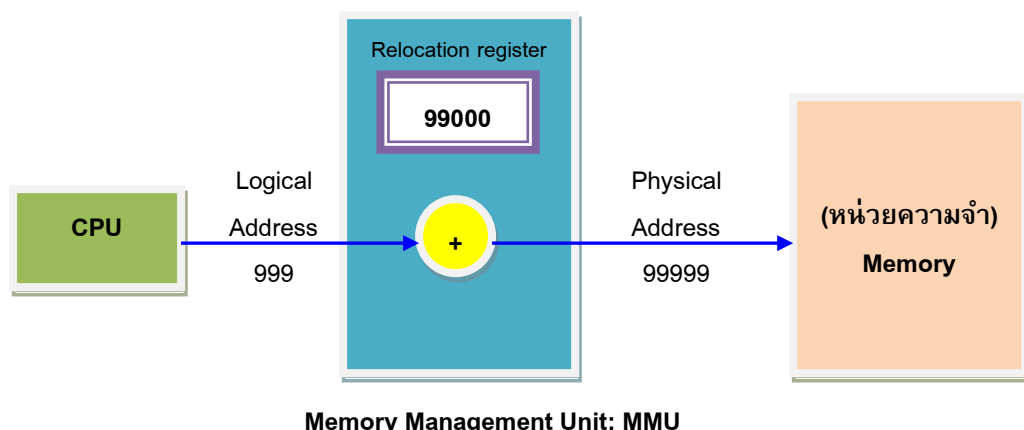 Relocation register
99000
Logical
Address
999
Physical
Address
99999
CPU
+
(หน่วยความจำ)
Memory
Memory Management Unit: MMU